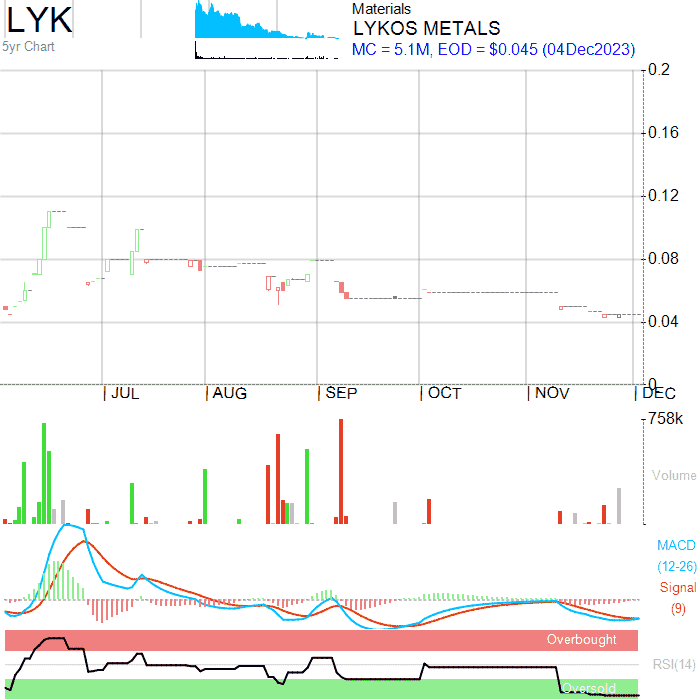 LYK
5yr Chart
Materials
LYKOS METALS
MC = 5.1M, EOD = $0.045 (04Dec2023)
0.2
0.16
0.12
0.08
0.04
0
JUL AUG SEP OCT NOV DEC
758k
Volume
MACD
(12-26)
Signal
(9)
Overbought
RSI(14)
Oversold